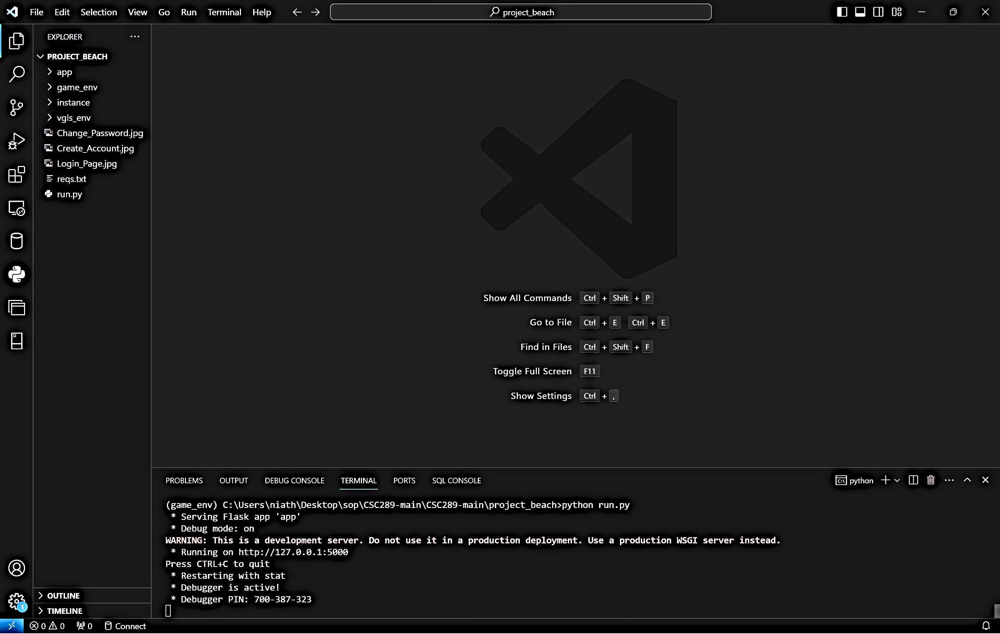 File Edit Selection View Go Run Terminal Help
project_beach
EXPLORER
PROJECT_BEACH
app
game_env
instance
vgls_env
Change_Password.jpg
Create_Account.jpg
Login_Page.jpg
reqs.txt
run.py
OUTLINE
TIMELINE
Show All Commands Ctrl + Shift + P
Go to File Ctrl + E Ctrl + E
Find in Files Ctrl + Shift + F
Toggle Full Screen F11
Show Settings Ctrl + ,
PROBLEMS OUTPUT DEBUG CONSOLE TERMINAL PORTS SQL CONSOLE
python
(game_env) C:\Users\niath\Desktop\sop\CSC289-main\CSC289-main\project_beach>python run.py
* Serving Flask app 'app'
* Debug mode: on
WARNING: This is a development server. Do not use it in a production deployment. Use a production WSGI server instead.
* Running on http://127.0.0.1:5000
Press CTRL+C to quit
* Restarting with stat
* Debugger is active!
* Debugger PIN: 700-387-323
1
0 0 0 Connect